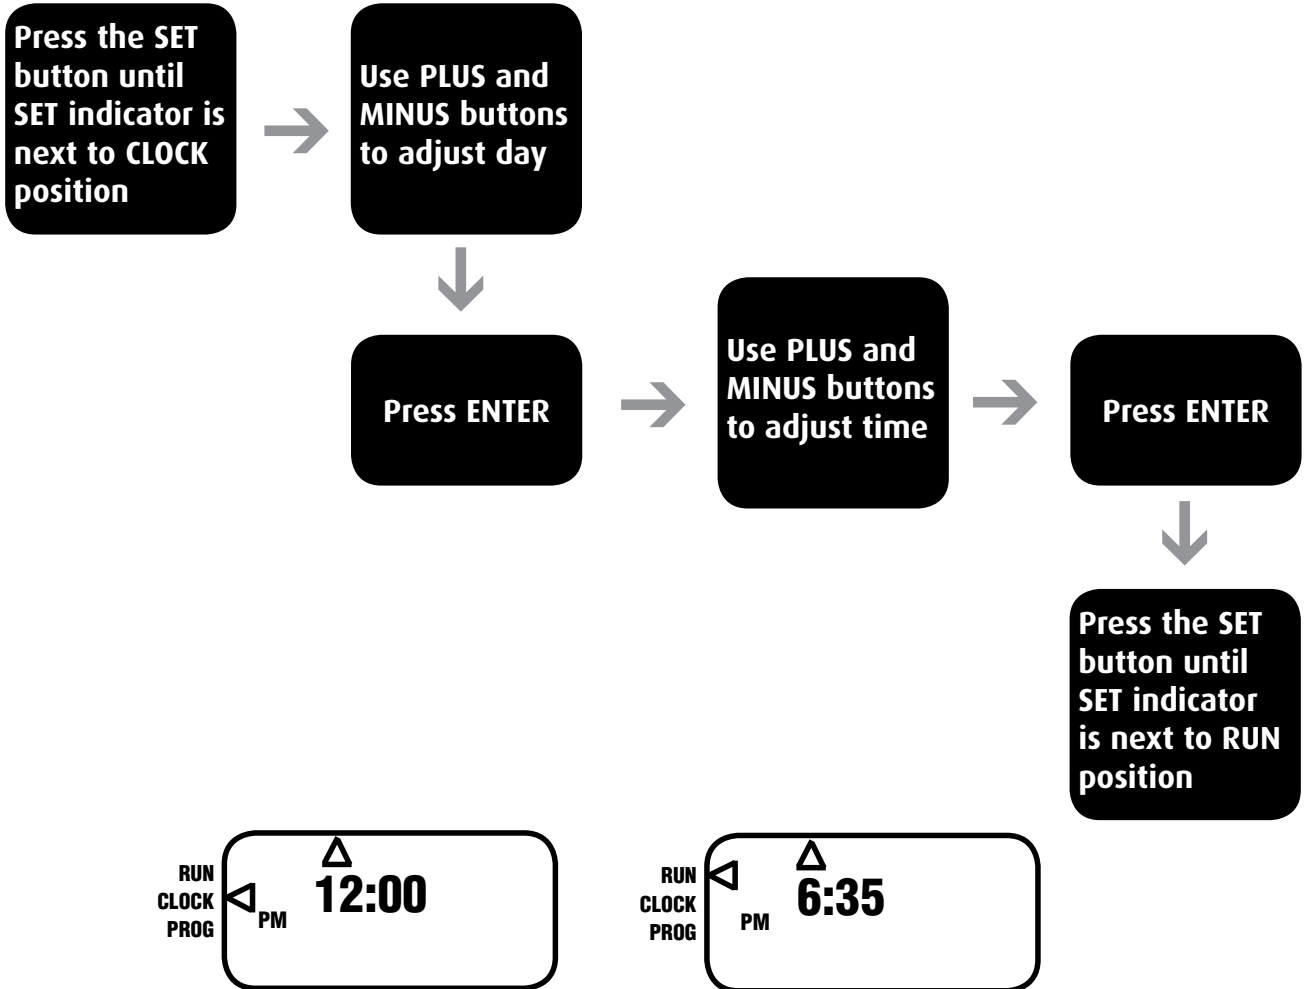 Press the SET
button until
SET indicator is
next to CLOCK
position
Use PLUS and
MINUS buttons
to adjust day
Press ENTER
Use PLUS and
MINUS buttons
to adjust time
Press ENTER
Press the SET
button until
SET indicator
is next to RUN
position
RUN
CLOCK
PROG
PM
12:00
RUN
CLOCK
PROG
PM
6:35